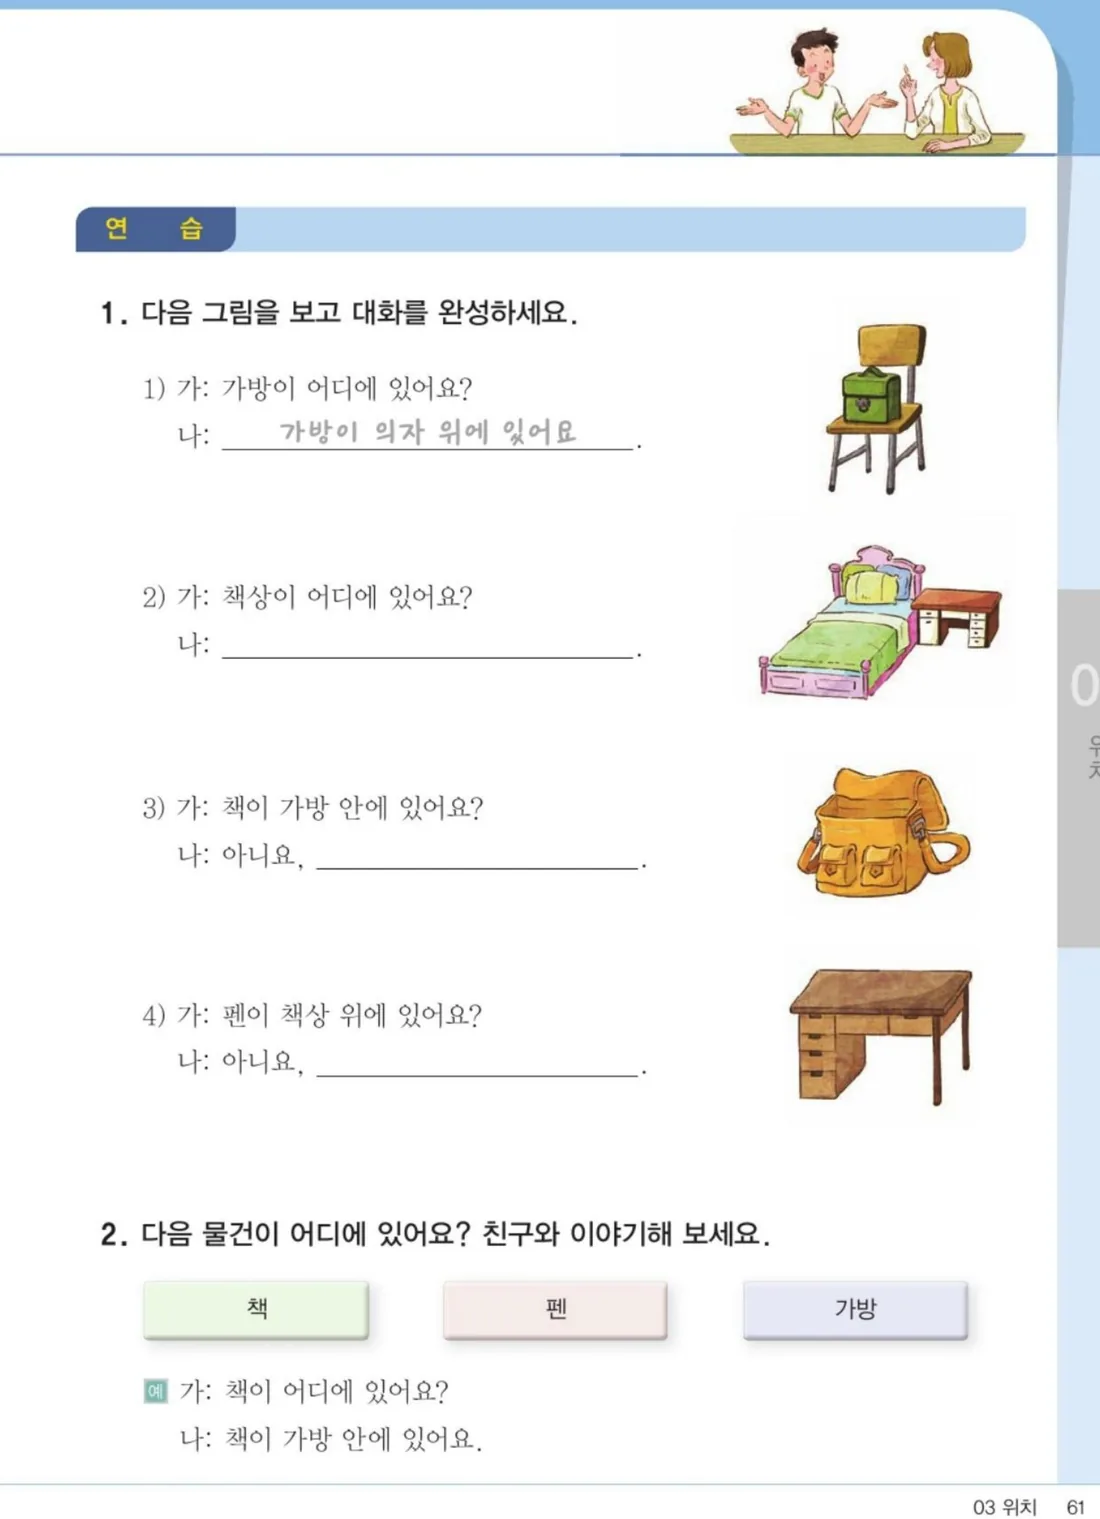 연 습
1. 다음 그림을 보고 대화를 완성하세요.
1) 가: 가방이 어디에 있어요?
나: 가방이 의자 위에 있어요.
2) 가: 책상이 어디에 있어요?
나: .
3) 가: 책이 가방 안에 있어요?
나: 아니요, .
4) 가: 펜이 책상 위에 있어요?
나: 아니요, .
2. 다음 물건이 어디에 있어요? 친구와 이야기해 보세요.
책 펜 가방
예 가: 책이 어디에 있어요?
나: 책이 가방 안에 있어요.
03 위치 61